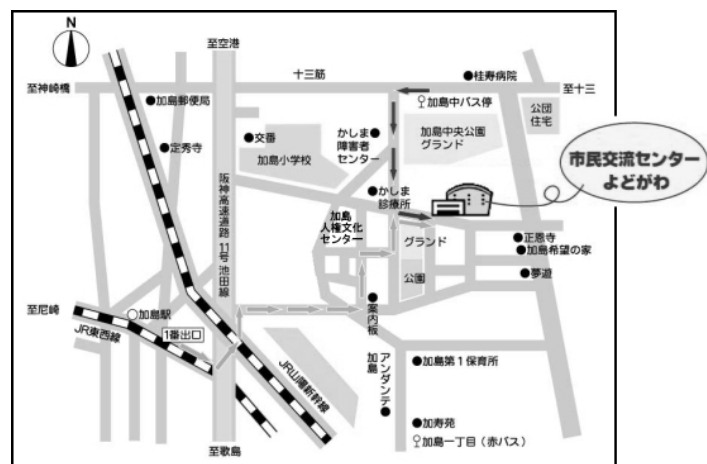 N
至空港
十三筋
至神崎橋
●加島郵便局
●桂寿病院
至十三
加島中バス停
公団
住宅
●定秀寺
●交番
加島小学校
かしま●
障害者
センター
加島中央公園
グランド
市民交流センター
よどがわ
●かしま
診療所
阪神高速道路 11号 池田線
加島
人権文化
センター
グランド
公園
●正恩寺
●加島希望の家
●夢遊
至尼崎
加島駅
1番出口
JR東西線
●案内板
JR山陽新幹線
アンダンテ●
加島
●加島第1保育所
●加寿苑
加島一丁目(赤バス)
至歌島